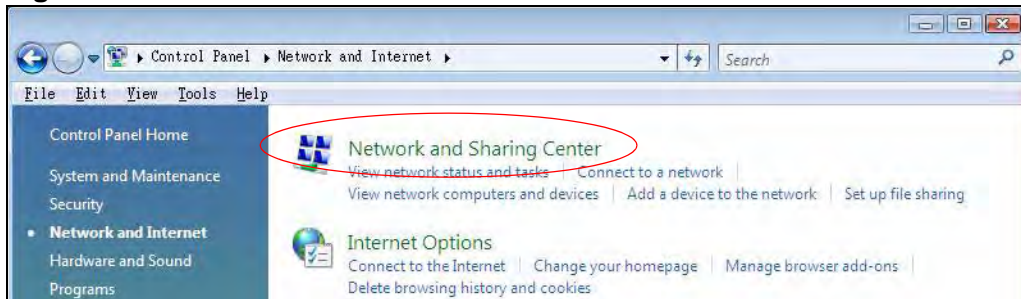 Control Panel
Network and Internet
Search
File Edit View Tools Help
Control Panel Home
System and Maintenance
Security
Network and Internet
Hardware and Sound
Programs
Network and Sharing Center
View network status and tasks
Connect to a network
View network computers and devices
Add a device to the network
Set up file sharing
Internet Options
Connect to the Internet
Change your homepage
Manage browser add-ons
Delete browsing history and cookies